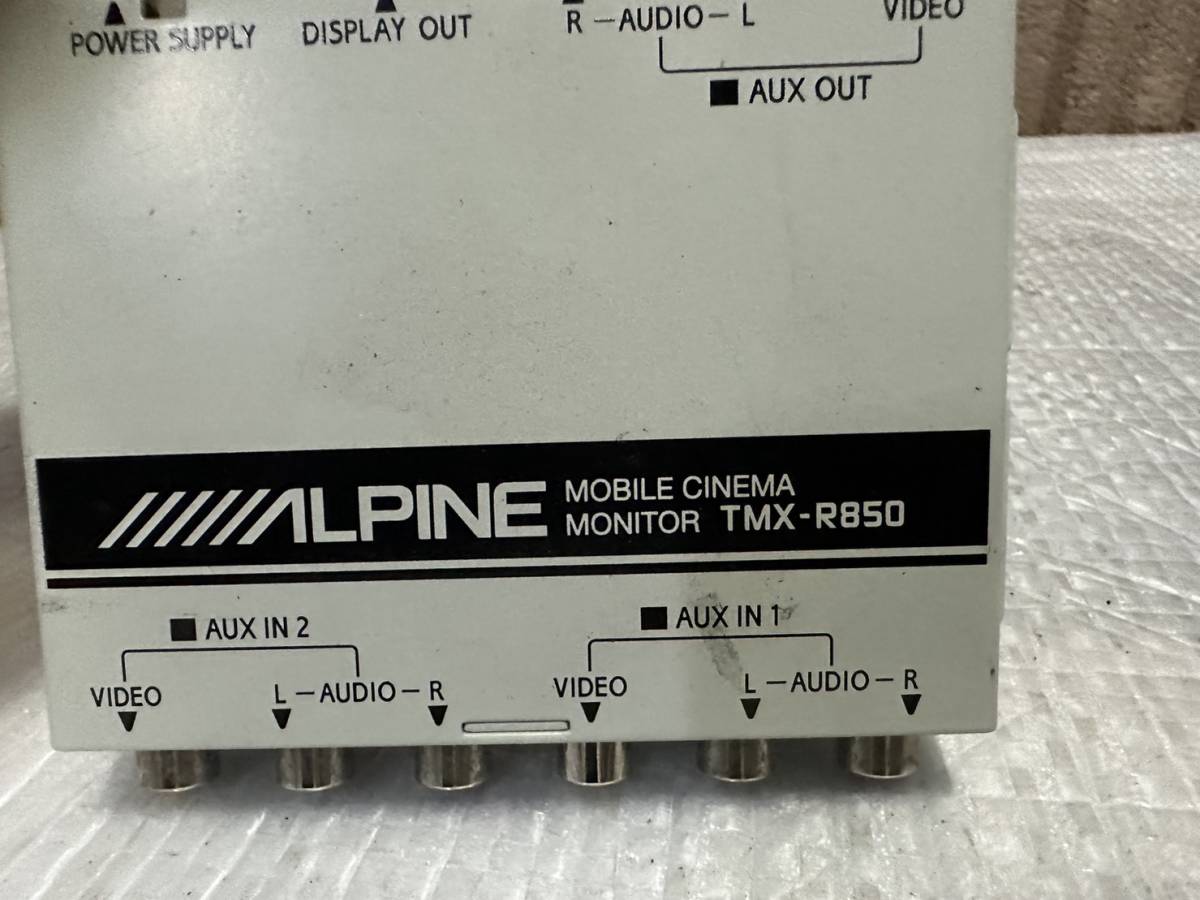 POWER SUPPLY
DISPLAY OUT
R - AUDIO - L
VIDEO
■ AUX OUT
ALPINE
MOBILE CINEMA
MONITOR TMX-R850
■ AUX IN 2
VIDEO
L - AUDIO - R
■ AUX IN 1
VIDEO
L - AUDIO - R